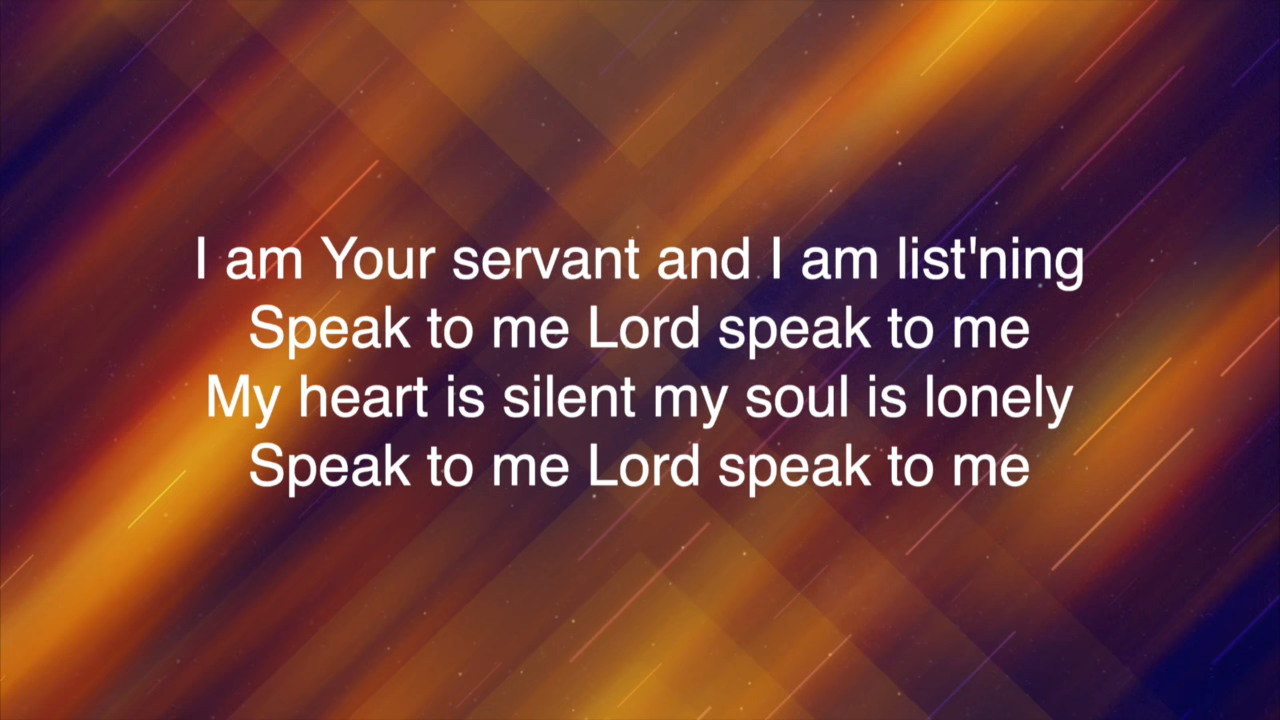 I am Your servant and I am list'ning
Speak to me Lord speak to me
My heart is silent my soul is lonely
Speak to me Lord speak to me